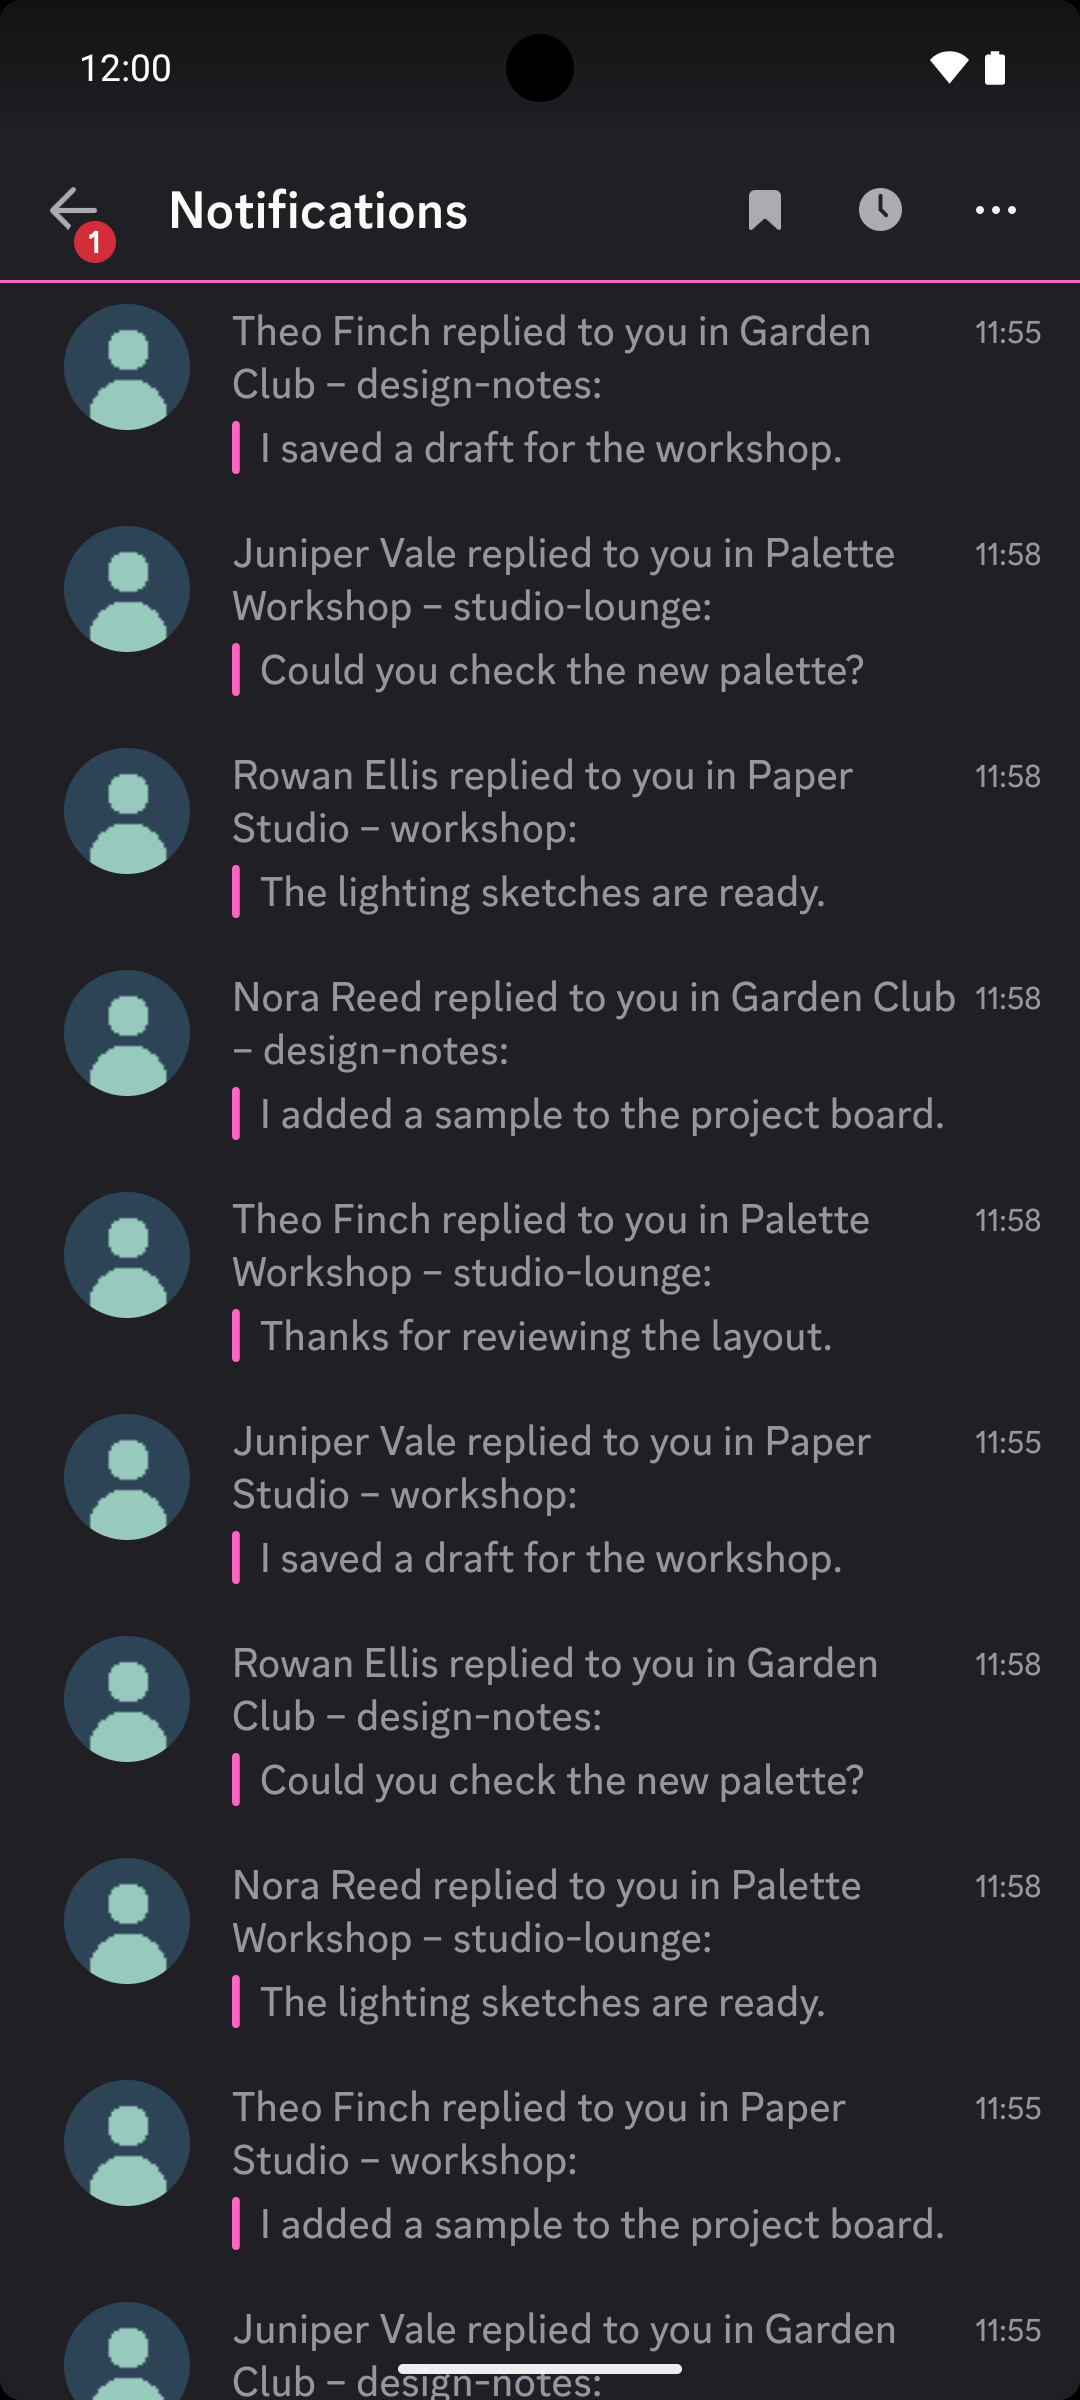 12:00
1
Notifications
Theo Finch replied to you in Garden
Club – design-notes:
11:55
I saved a draft for the workshop.
Juniper Vale replied to you in Palette
Workshop – studio-lounge:
11:58
Could you check the new palette?
Rowan Ellis replied to you in Paper
Studio – workshop:
11:58
The lighting sketches are ready.
Nora Reed replied to you in Garden Club
– design-notes:
11:58
I added a sample to the project board.
Theo Finch replied to you in Palette
Workshop – studio-lounge:
11:58
Thanks for reviewing the layout.
Juniper Vale replied to you in Paper
Studio – workshop:
11:55
I saved a draft for the workshop.
Rowan Ellis replied to you in Garden
Club – design-notes:
11:58
Could you check the new palette?
Nora Reed replied to you in Palette
Workshop – studio-lounge:
11:58
The lighting sketches are ready.
Theo Finch replied to you in Paper
Studio – workshop:
11:55
I added a sample to the project board.
Juniper Vale replied to you in Garden
Club – design-notes:
11:55